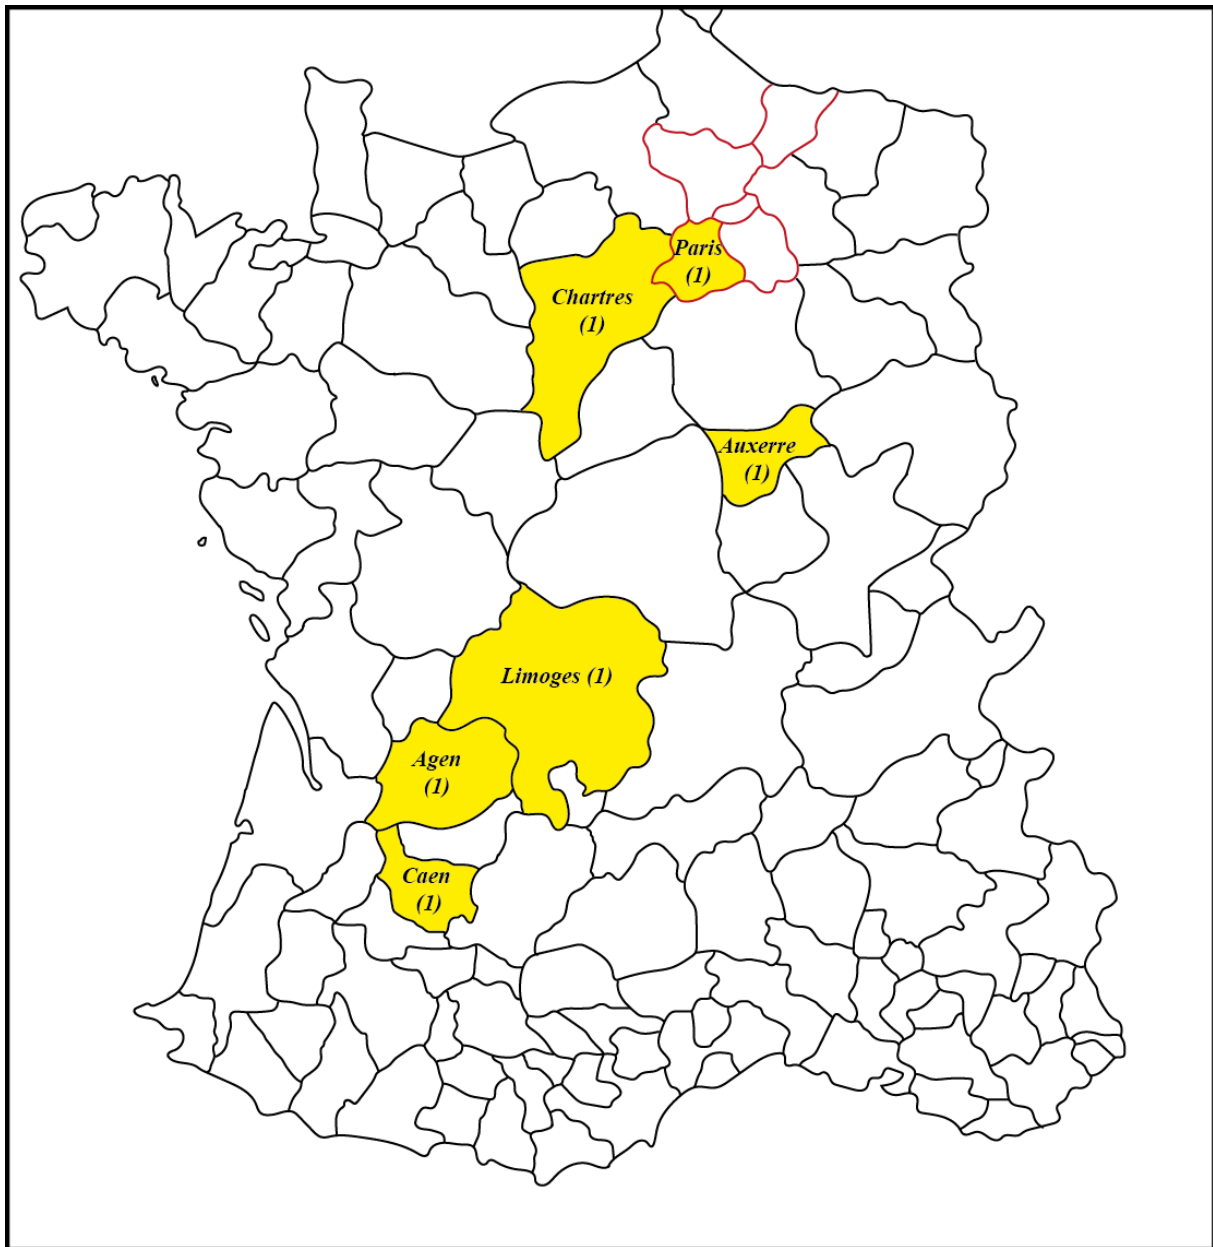 Paris
(1)
Chartres
(1)
Auxerre
(1)
Limoges (1)
Agen
(1)
Caen
(1)